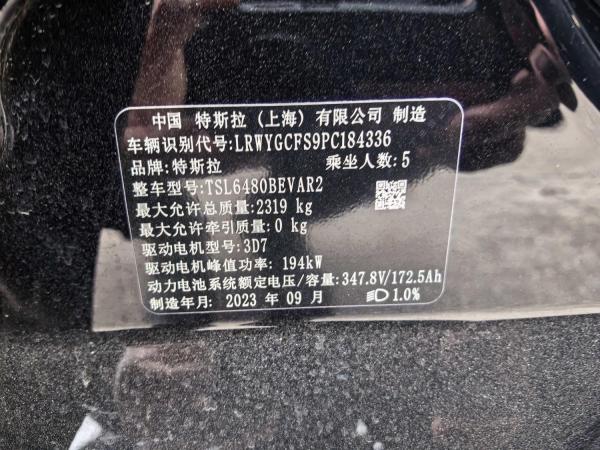 中国 特斯拉（上海）有限公司 制造
车辆识别代号:LRWYGCFS9PC184336
品牌:特斯拉 乘坐人数:5
整车型号:TSL6480BEVAR2
最大允许总质量:2319 kg
最大允许牵引质量:0 kg
驱动电机型号:3D7
驱动电机峰值功率: 194kW
动力电池系统额定电压/容量:347.8V/172.5Ah
制造年月: 2023 年 09 月 1.0%